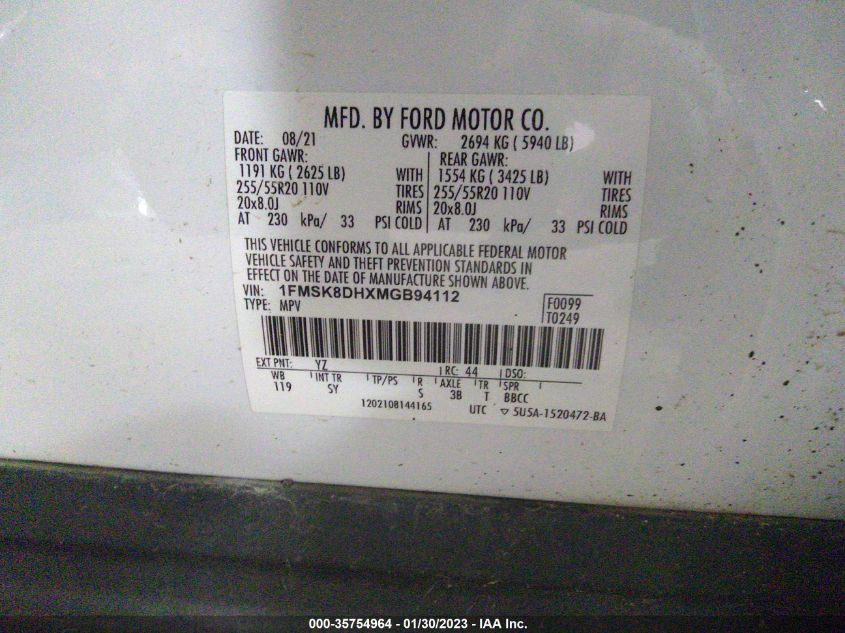 MFD. BY FORD MOTOR CO.
DATE: 08/21 GVWR: 2694 KG ( 5940 LB)
FRONT GAWR: REAR GAWR:
1191 KG ( 2625 LB) WITH 1554 KG ( 3425 LB) WITH
255/55R20 110V TIRES 255/55R20 110V TIRES
20x8.0J RIMS 20x8.0J RIMS
AT 230 kPa/ 33 PSI COLD AT 230 kPa/ 33 PSI COLD
THIS VEHICLE CONFORMS TO ALL APPLICABLE FEDERAL MOTOR
VEHICLE SAFETY AND THEFT PREVENTION STANDARDS IN
EFFECT ON THE DATE OF MANUFACTURE SHOWN ABOVE.
VIN: 1FMSK8DHXMGB94112
TYPE: MPV
F0099
T0249
EXT PNT: YZ RC: 44 DSO:
WB INT TR TP/PS R AXLE TR SPR
119 SY S 3B T BBCC
1202108144165 UTC ▽ 5U5A-1520472-BA
000-35754964 - 01/30/2023 - IAA Inc.